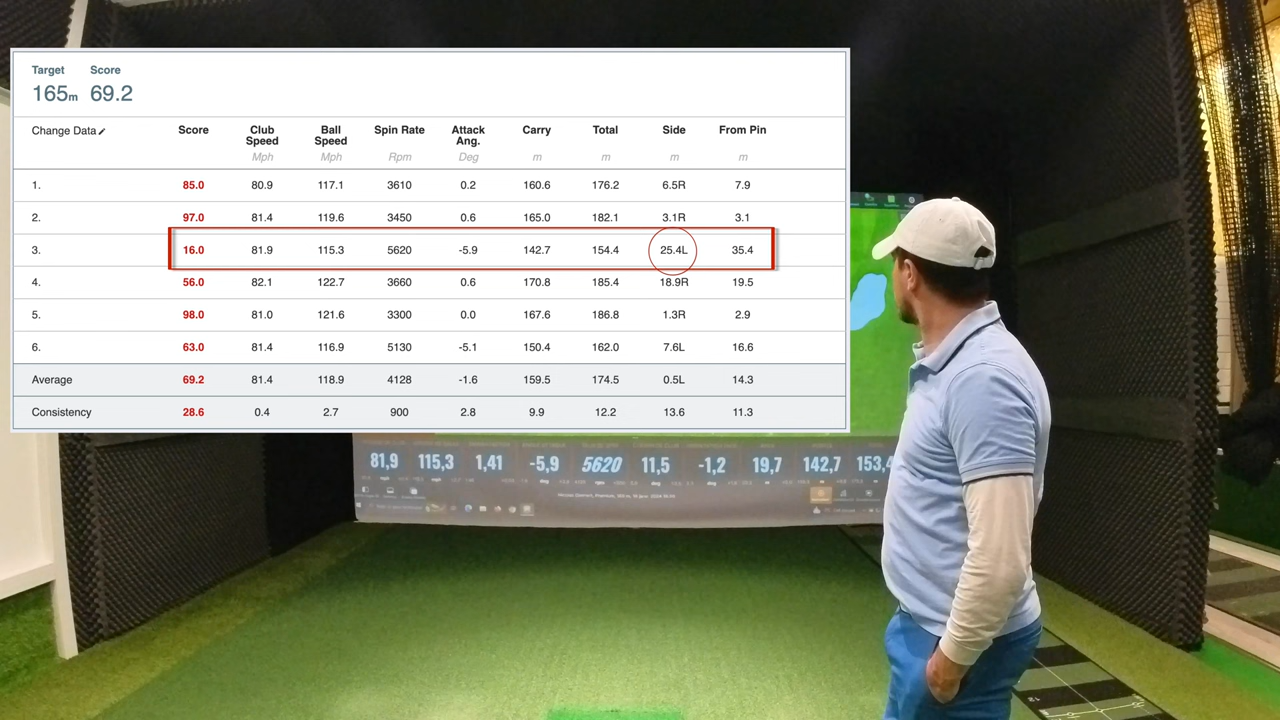 Target Score
165m 69.2
Change Data Score Club Speed Ball Speed Spin Rate Attack Ang. Carry Total Side From Pin
Mph Mph Rpm Deg m m m m
1. 85.0 80.9 117.1 3610 0.2 160.6 176.2 6.5R 7.9
2. 97.0 81.4 119.6 3450 0.6 165.0 182.1 3.1R 3.1
3. 16.0 81.9 115.3 5620 -5.9 142.7 154.4 25.4L 35.4
4. 56.0 82.1 122.7 3660 0.6 170.8 185.4 18.9R 19.5
5. 98.0 81.0 121.6 3300 0.0 167.6 186.8 1.3R 2.9
6. 63.0 81.4 116.9 5130 -5.1 150.4 162.0 7.6L 16.6
Average 69.2 81.4 118.9 4128 -1.6 159.5 174.5 0.5L 14.3
Consistency 28.6 0.4 2.7 900 2.8 9.9 12.2 13.6 11.3
81,9 115,3 1,41 -5,9 5620 11,5 -1,2 19,7 142,7 153,4